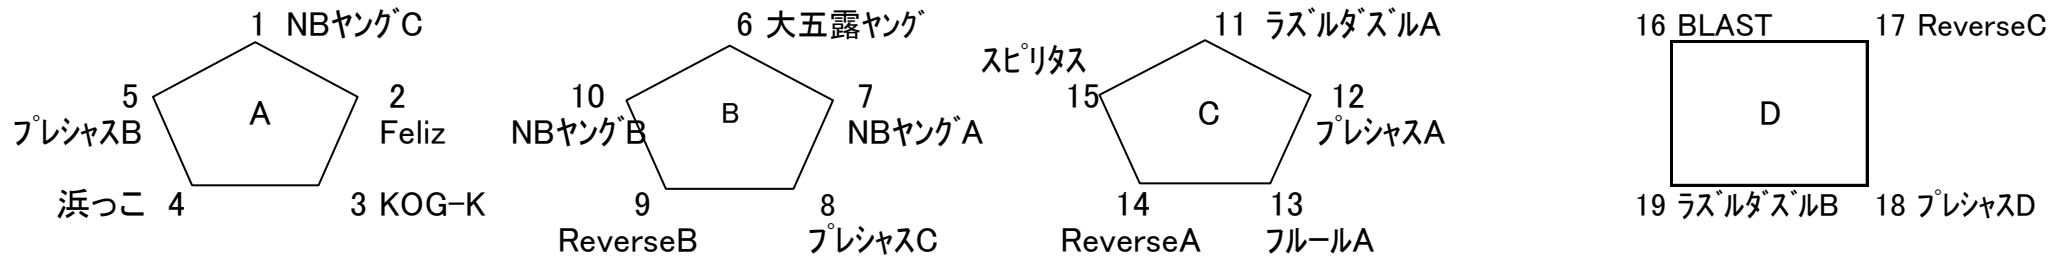 1 NBﾔﾝｸﾞC
5
A
2
ﾌﾟﾚｼｬｽB
Feliz
浜っこ 4
3 KOG-K
6 大五露ﾔﾝｸﾞ
10
B
7
NBﾔﾝｸﾞB
NBﾔﾝｸﾞA
9
8
ReverseB
ﾌﾟﾚｼｬｽC
11 ﾗｽﾞﾙﾀﾞｽﾞﾙA
ｽﾋﾟﾘﾀｽ
15
C
12
ﾌﾟﾚｼｬｽA
14
13
ReverseA
ﾌﾙｰﾙA
16 BLAST
17 ReverseC
D
19 ﾗｽﾞﾙﾀﾞｽﾞﾙB
18 ﾌﾟﾚｼｬｽD